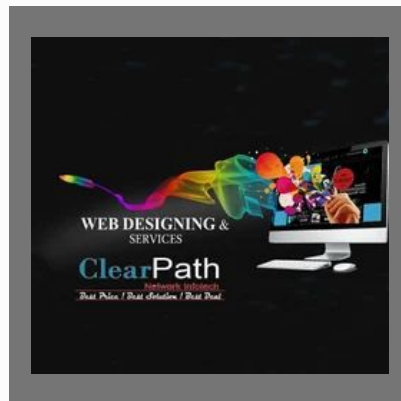 WEB DESIGNING &
SERVICES
ClearPath
Network Infotech
Best Price / Best Solution / Best Deal